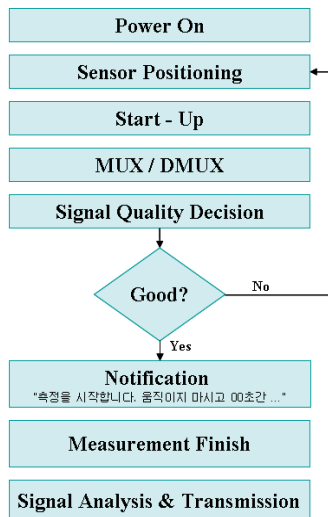 Power On
Sensor Positioning
Start - Up
MUX / DMUX
Signal Quality Decision
Good?
No
Yes
Notification
"측정을 시작합니다. 움직이지 마시고 00초간 ..."
Measurement Finish
Signal Analysis & Transmission